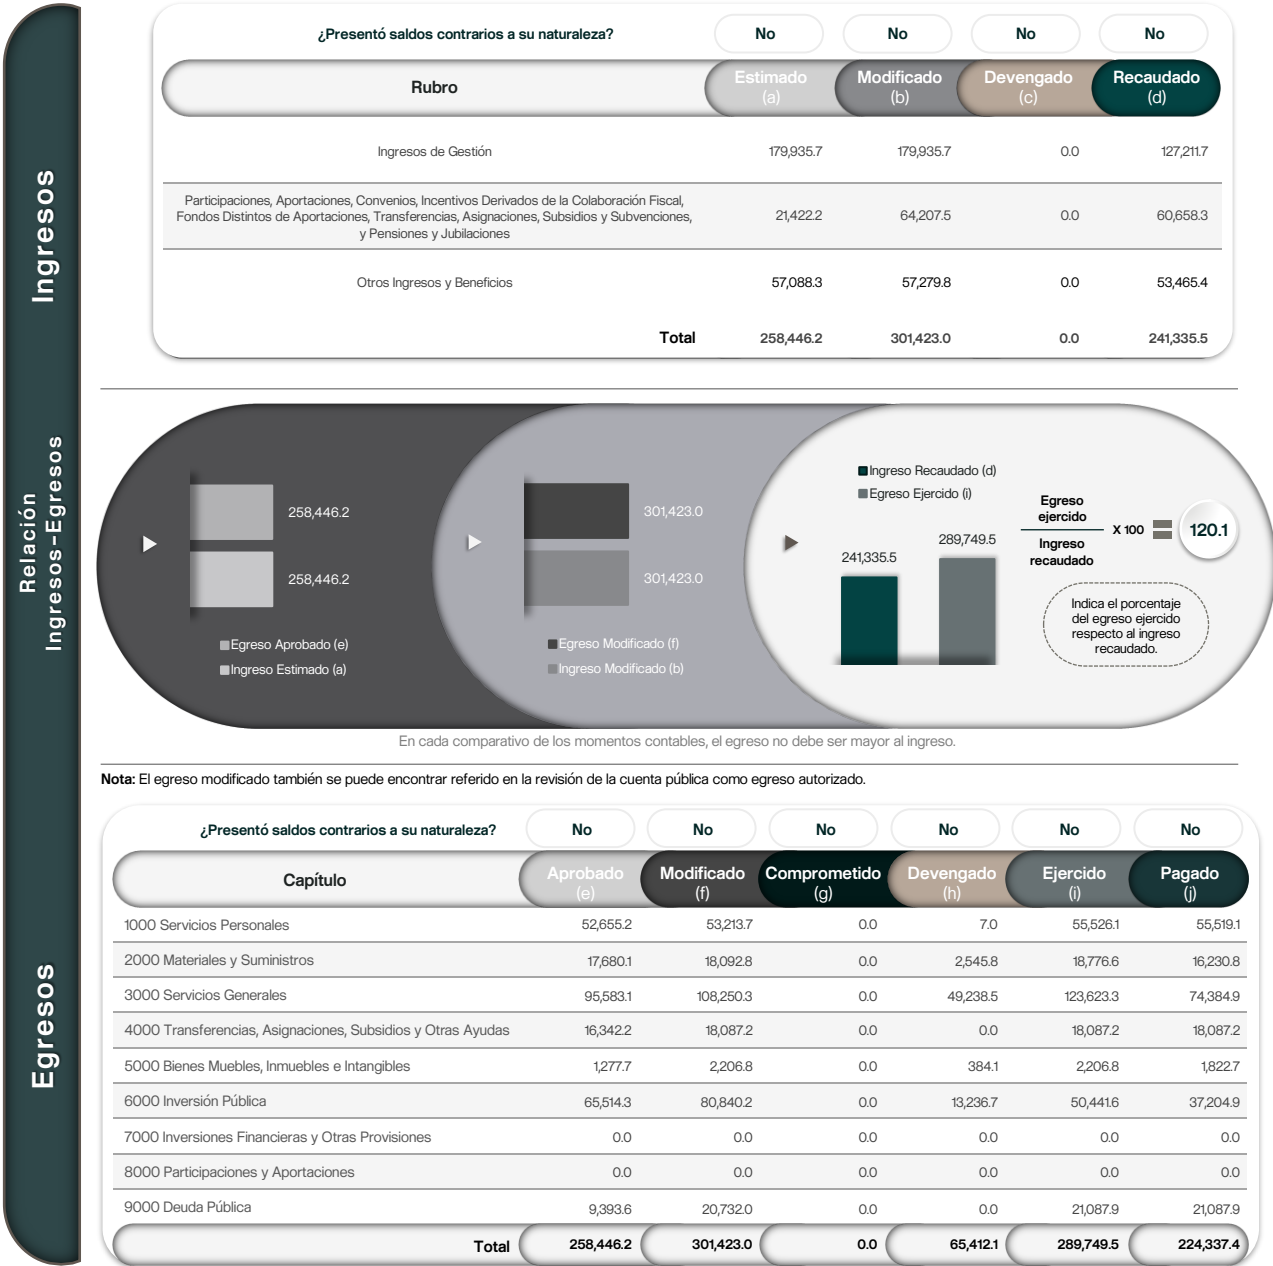 Ingresos
¿Presentó saldos contrarios a su naturaleza? No No No No
Rubro Estimado (a) Modificado (b) Devengado (c) Recaudado (d)
Ingresos de Gestión 179,935.7 179,935.7 0.0 127,211.7
Participaciones, Aportaciones, Convenios, Incentivos Derivados de la Colaboración Fiscal,
Fondos Distintos de Aportaciones, Transferencias, Asignaciones, Subsidios y Subvenciones,
y Pensiones y Jubilaciones 21,422.2 64,207.5 0.0 60,658.3
Otros Ingresos y Beneficios 57,088.3 57,279.8 0.0 53,465.4
Total 258,446.2 301,423.0 0.0 241,335.5
Relación
Ingresos-Egresos
258,446.2
258,446.2
Egreso Aprobado (e)
Ingreso Estimado (a)
301,423.0
301,423.0
Egreso Modificado (f)
Ingreso Modificado (b)
Ingreso Recaudado (d)
Egreso Ejercido (i)
241,335.5
289,749.5
Egreso
ejercido
Ingreso
recaudado
X 100 = 120.1
Indica el porcentaje
del egreso ejercido
respecto al ingreso
recaudado.
En cada comparativo de los momentos contables, el egreso no debe ser mayor al ingreso.
Nota: El egreso modificado también se puede encontrar referido en la revisión de la cuenta pública como egreso autorizado.
Egresos
¿Presentó saldos contrarios a su naturaleza? No No No No No No
Capítulo Aprobado (e) Modificado (f) Comprometido (g) Devengado (h) Ejercido (i) Pagado (j)
1000 Servicios Personales 52,655.2 53,213.7 0.0 7.0 55,526.1 55,519.1
2000 Materiales y Suministros 17,680.1 18,092.8 0.0 2,545.8 18,776.6 16,230.8
3000 Servicios Generales 95,583.1 108,250.3 0.0 49,238.5 123,623.3 74,384.9
4000 Transferencias, Asignaciones, Subsidios y Otras Ayudas 16,342.2 18,087.2 0.0 0.0 18,087.2 18,087.2
5000 Bienes Muebles, Inmuebles e Intangibles 1,277.7 2,206.8 0.0 384.1 2,206.8 1,822.7
6000 Inversión Pública 65,514.3 80,840.2 0.0 13,236.7 50,441.6 37,204.9
7000 Inversiones Financieras y Otras Provisiones 0.0 0.0 0.0 0.0 0.0 0.0
8000 Participaciones y Aportaciones 0.0 0.0 0.0 0.0 0.0 0.0
9000 Deuda Pública 9,393.6 20,732.0 0.0 0.0 21,087.9 21,087.9
Total 258,446.2 301,423.0 0.0 65,412.1 289,749.5 224,337.4